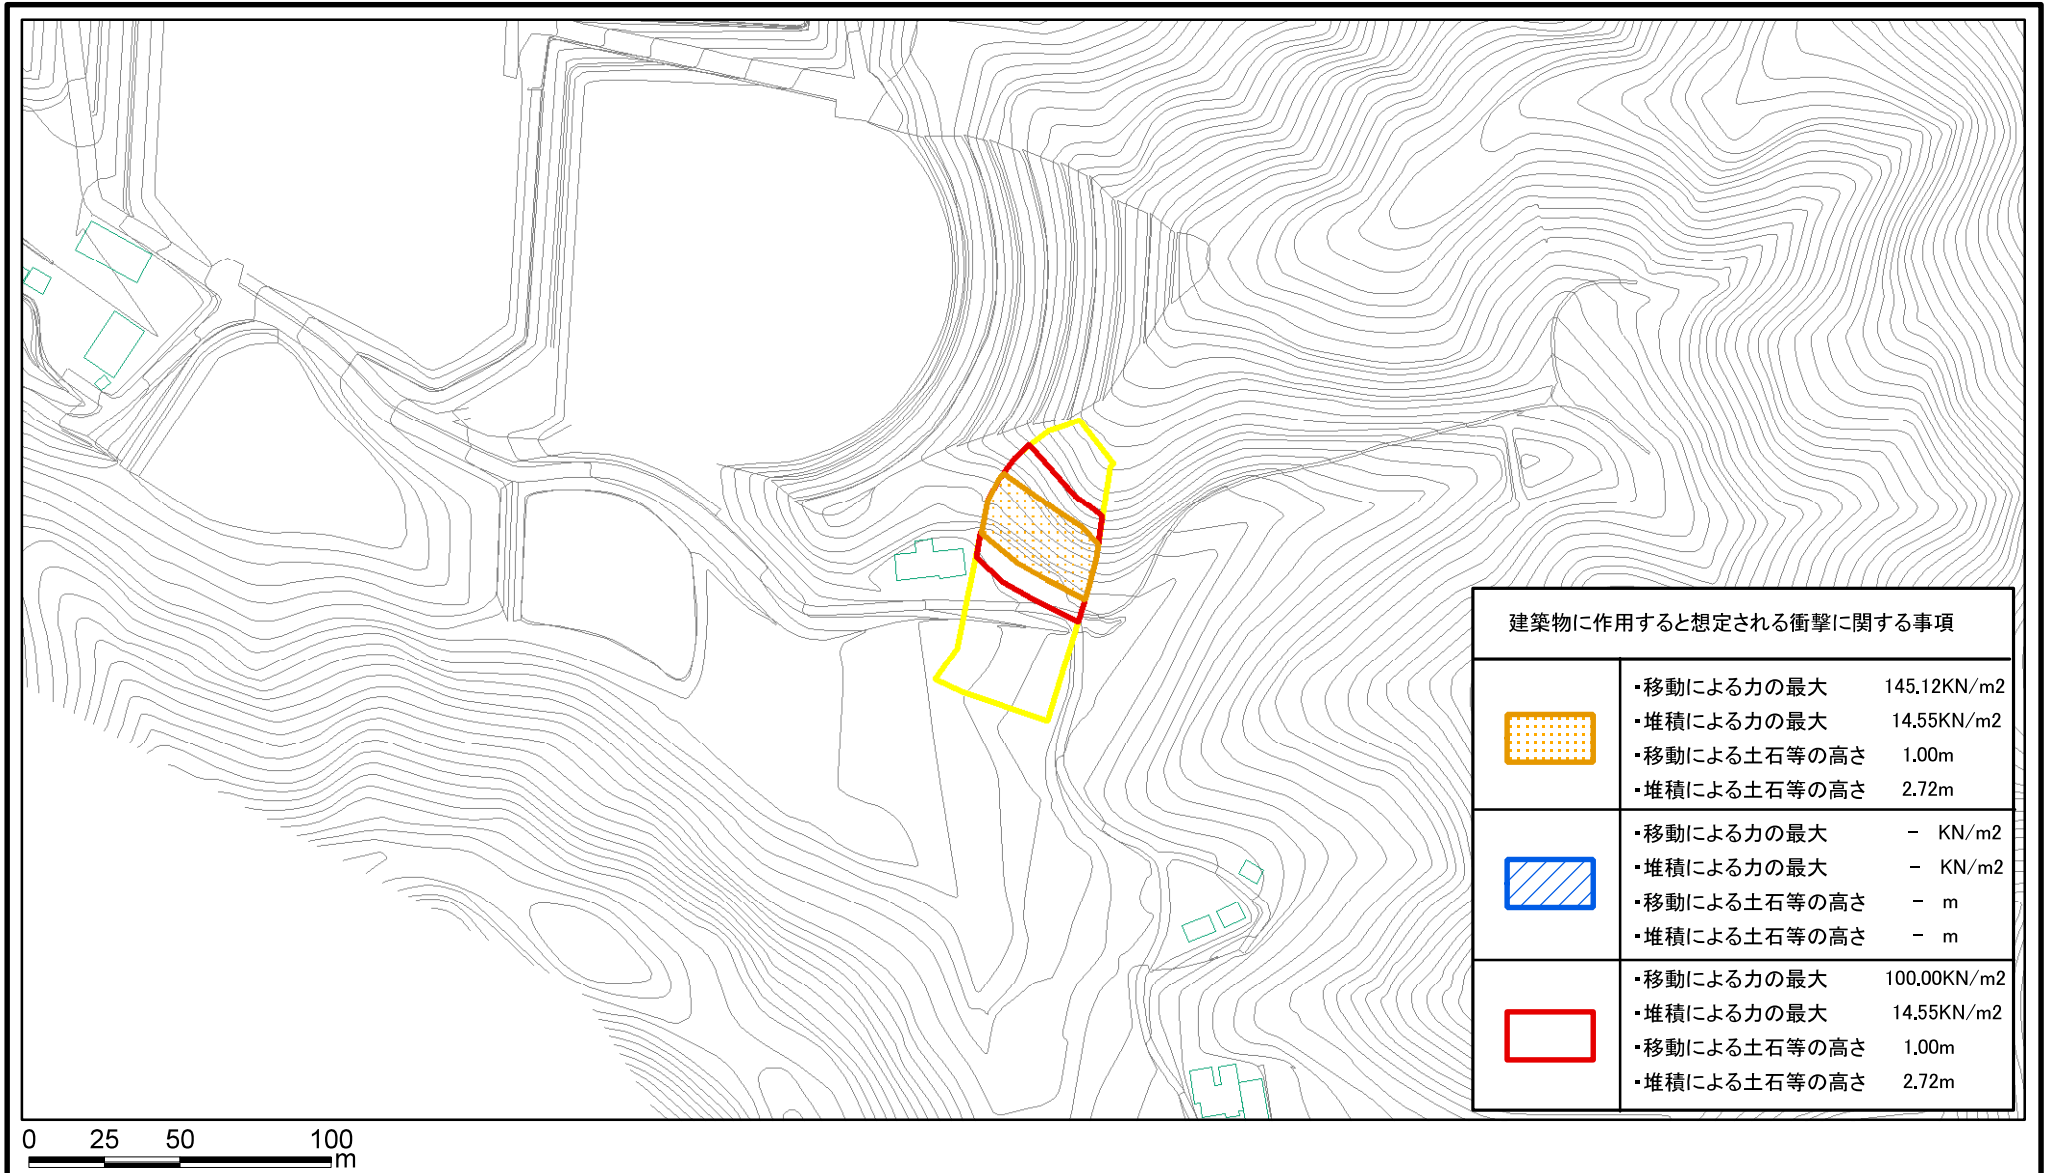 建築物に作用すると想定される衝撃に関する事項
・移動による力の最大 145.12KN/m2
・堆積による力の最大 14.55KN/m2
・移動による土石等の高さ 1.00m
・堆積による土石等の高さ 2.72m
・移動による力の最大 - KN/m2
・堆積による力の最大 - KN/m2
・移動による土石等の高さ - m
・堆積による土石等の高さ - m
・移動による力の最大 100.00KN/m2
・堆積による力の最大 14.55KN/m2
・移動による土石等の高さ 1.00m
・堆積による土石等の高さ 2.72m
0 25 50 100
m